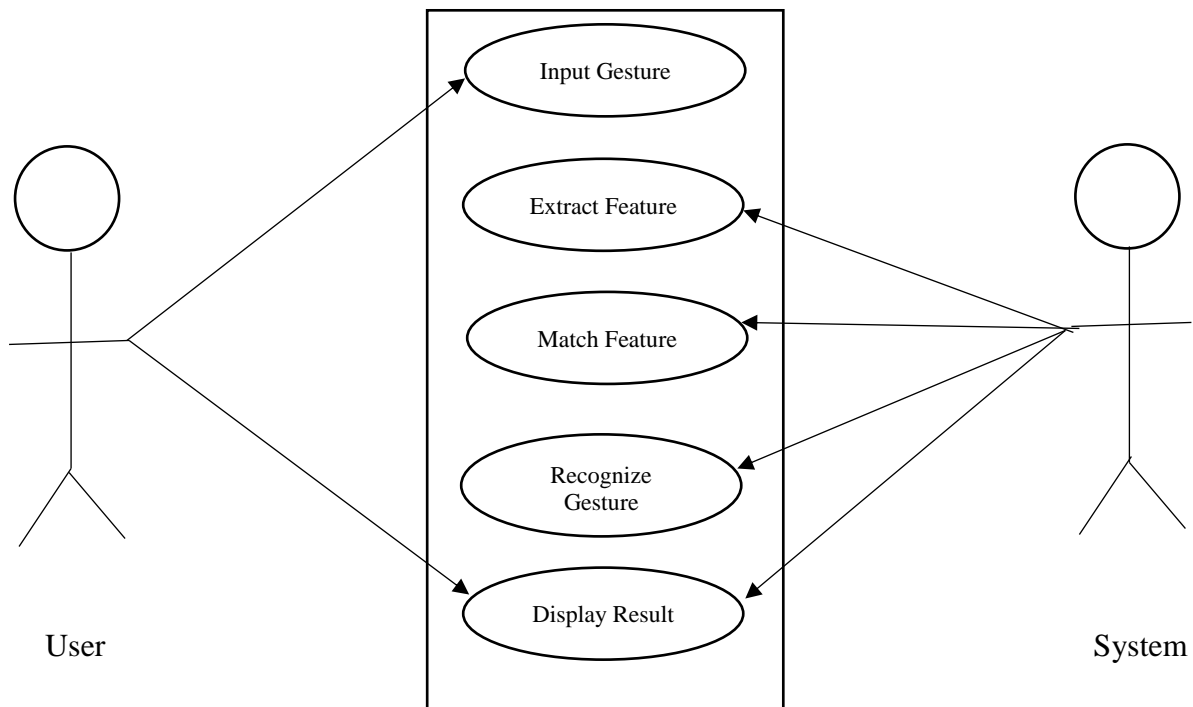 Input Gesture
Extract Feature
Match Feature
Recognize
Gesture
Display Result
User
System